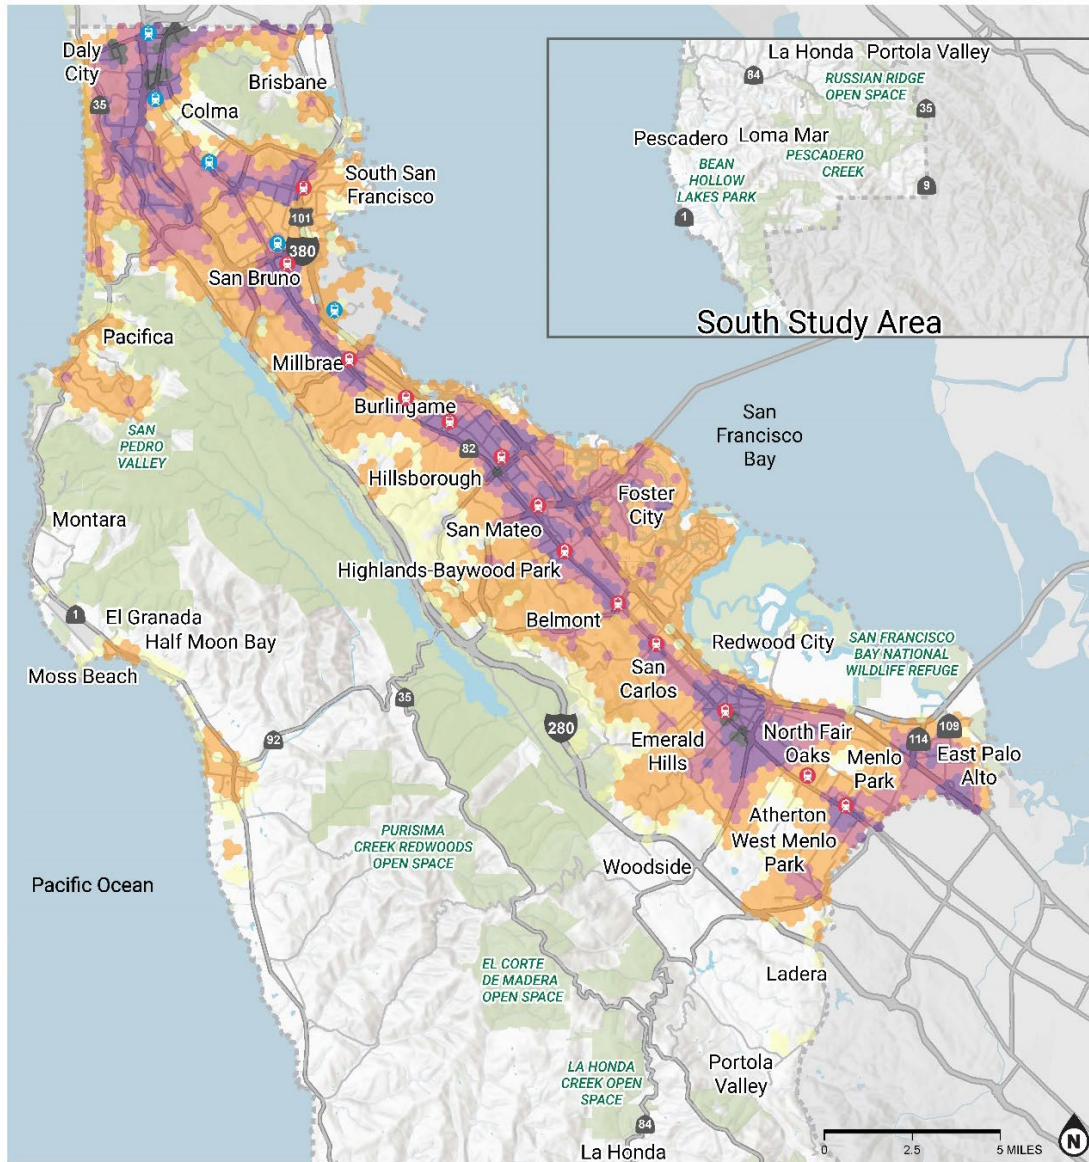 Daly
City
35
Brisbane
Colma
South San
Francisco
101
380
San Bruno
Pacifica
Millbrae
Burlingame
SAN
PEDRO
VALLEY
82
Hillsborough
San
Francisco
Bay
Foster
City
Montara
San Mateo
Highlands-Baywood Park
1
El Granada
Half Moon Bay
Belmont
Redwood City
SAN FRANCISCO
BAY NATIONAL
WILDLIFE REFUGE
Moss Beach
San
Carlos
35
92
280
Emerald
Hills
North Fair
Oaks
Menlo
Park
114
109
East Palo
Alto
Atherton
West Menlo
Park
PURISIMA
CREEK REDWOODS
OPEN SPACE
Woodside
Pacific Ocean
EL CORTE
DE MADERA
OPEN SPACE
Ladera
LA HONDA
CREEK OPEN
SPACE
Portola
Valley
84
La Honda
0 2.5 5 MILES
N
La Honda Portola Valley
84
RUSSIAN RIDGE
OPEN SPACE
35
Pescadero
Loma Mar
BEAN
HOLLOW
LAKES PARK
PESCADERO
CREEK
9
1
South Study Area